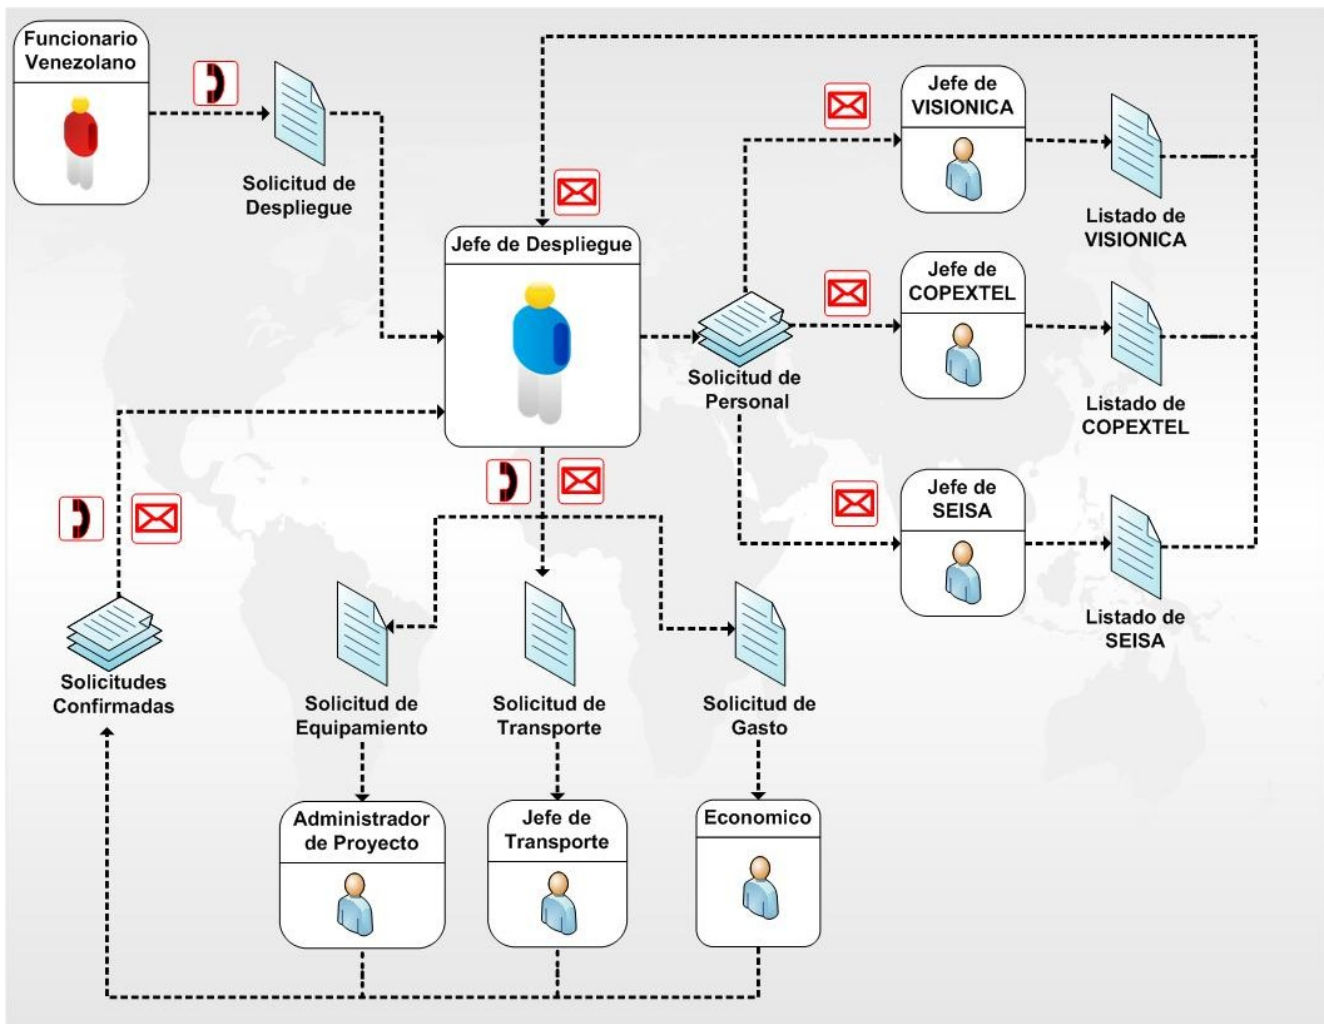 Funcionario
Venezolano
Solicitud de
Despliegue
Jefe de Despliegue
Jefe de
VISIONICA
Listado de
VISIONICA
Jefe de
COPEXTEL
Listado de
COPEXTEL
Solicitud de
Personal
Jefe de
SEISA
Listado de
SEISA
Solicitudes
Confirmadas
Solicitud de
Equipamiento
Solicitud de
Transporte
Solicitud de
Gasto
Administrador
de Proyecto
Jefe de
Transporte
Economico